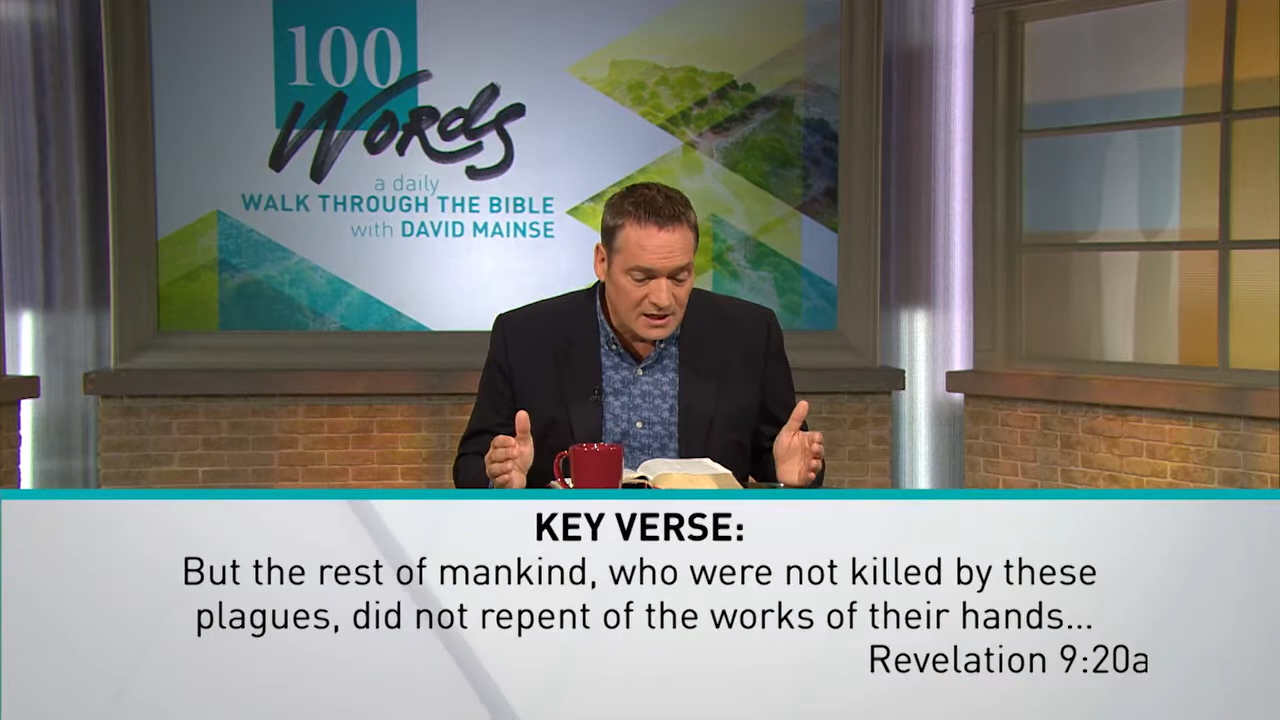 100
Words
a daily
WALK THROUGH THE BIBLE
with DAVID MAINSE
KEY VERSE:
But the rest of mankind, who were not killed by these
plagues, did not repent of the works of their hands...
Revelation 9:20a